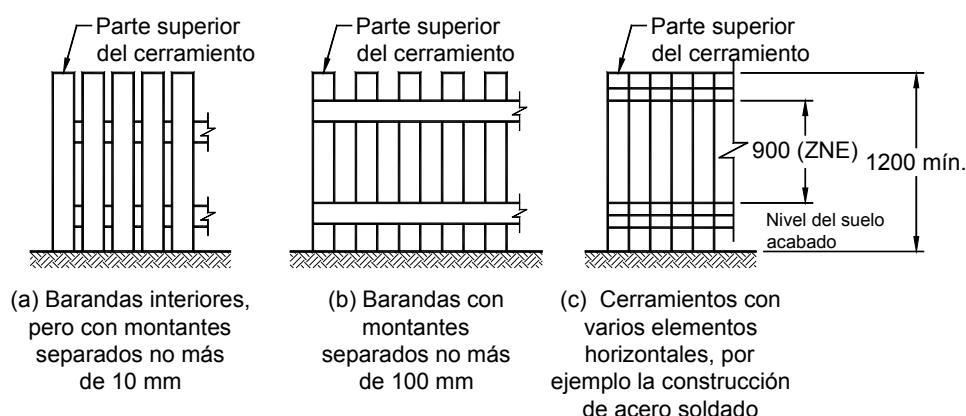 Parte superior
del cerramiento
Parte superior
del cerramiento
Parte superior
del cerramiento
900 (ZNE)
1200 mín.
Nivel del suelo
acabado
(a) Barandas interiores,
pero con montantes
separados no más
de 10 mm
(b) Barandas con
montantes
separados no más
de 100 mm
(c) Cerramientos con
varios elementos
horizontales, por
ejemplo la construcción
de acero soldado